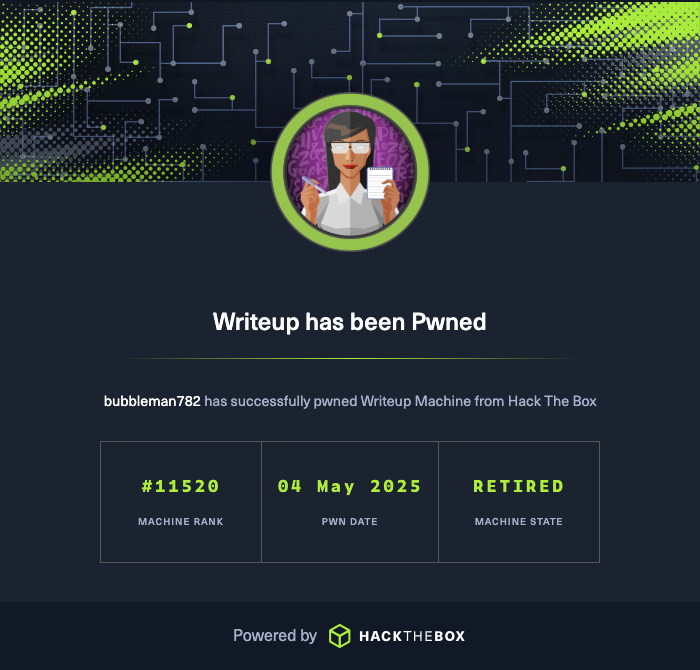 Writeup has been Pwned
bubbleman782 has successfully pwned Writeup Machine from Hack The Box
#11520
04 May 2025
RETIRED
MACHINE RANK
PWN DATE
MACHINE STATE
Powered by HACKTHEBOX